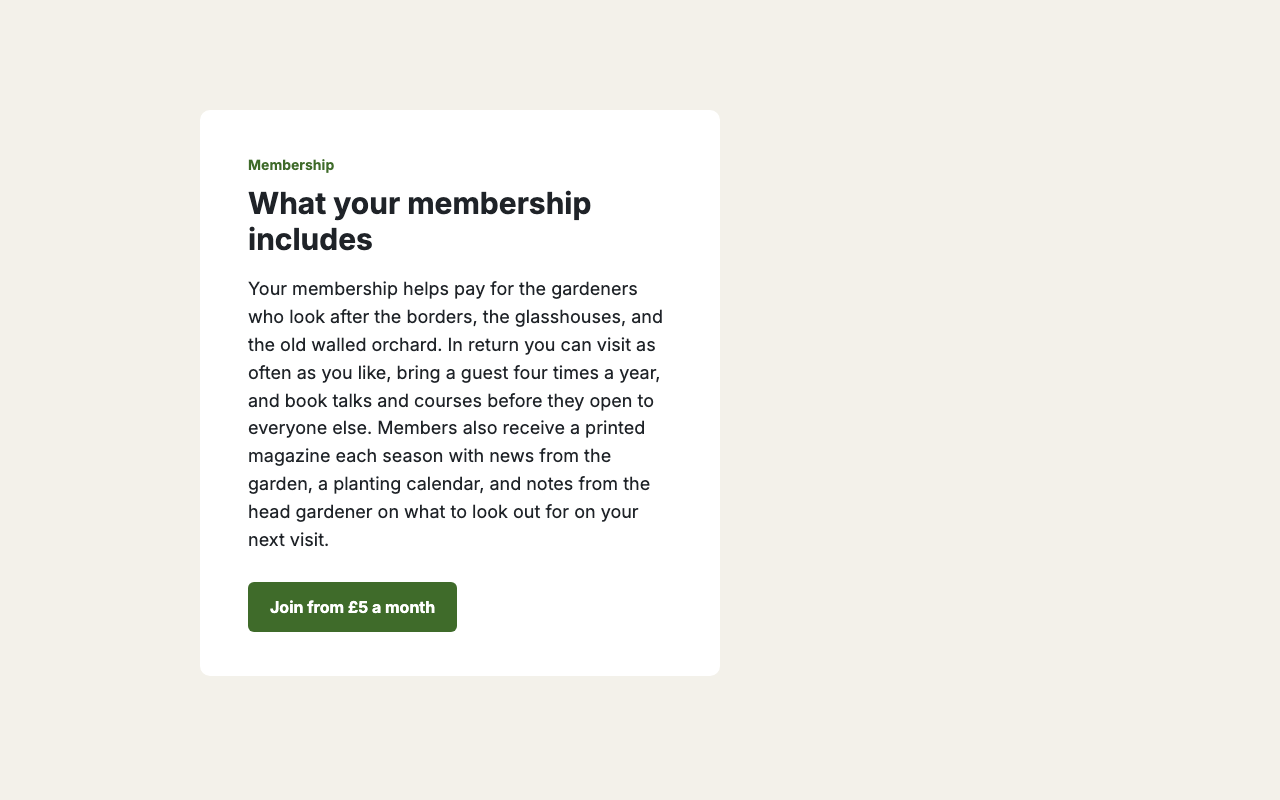 Membership
What your membership
includes
Your membership helps pay for the gardeners
who look after the borders, the glasshouses, and
the old walled orchard. In return you can visit as
often as you like, bring a guest four times a year,
and book talks and courses before they open to
everyone else. Members also receive a printed
magazine each season with news from the
garden, a planting calendar, and notes from the
head gardener on what to look out for on your
next visit.
Join from £5 a month